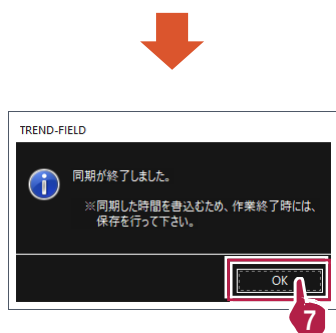 TREND-FIELD
同期が終了しました。
※同期した時間を書込むため、作業終了時には、
保存を行って下さい。
OK
7